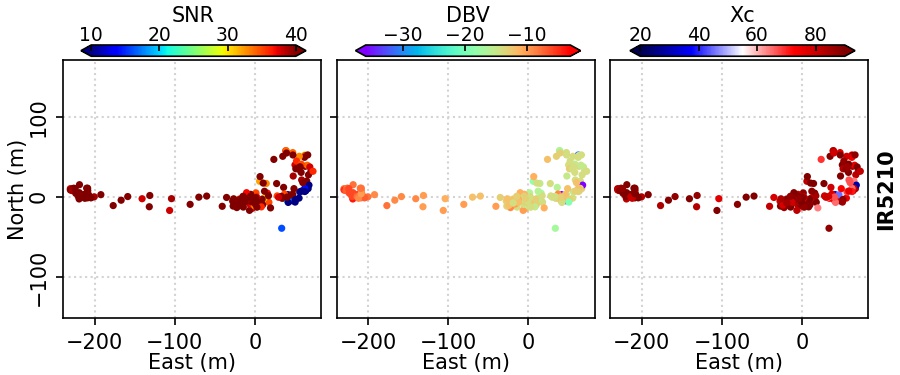 SNR DBV Xc
10 20 30 40 −30 −20 −10 20 40 60 80
100
0
−100
North (m)
−200 −100 0 −200 −100 0 −200 −100 0
East (m) East (m) East (m)
IR5210